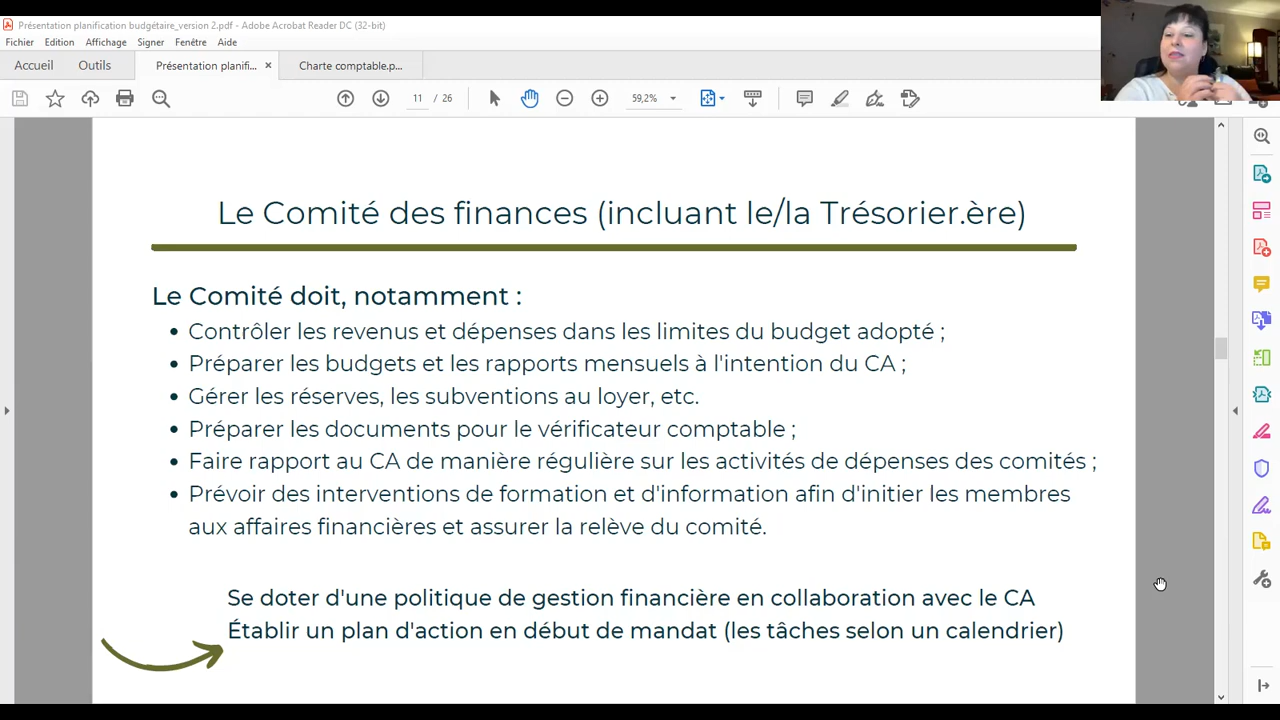 Présentation planification budgétaire_version 2.pdf - Adobe Acrobat Reader DC (32-bit)
Fichier Edition Affichage Signer Fenêtre Aide
Accueil Outils Présentation planifi... × Charte comptable.p...
11 / 26 59,2%
Le Comité des finances (incluant le/la Trésorier.ère)
Le Comité doit, notamment :
• Contrôler les revenus et dépenses dans les limites du budget adopté ;
• Préparer les budgets et les rapports mensuels à l'intention du CA ;
• Gérer les réserves, les subventions au loyer, etc.
• Préparer les documents pour le vérificateur comptable ;
• Faire rapport au CA de manière régulière sur les activités de dépenses des comités ;
• Prévoir des interventions de formation et d'information afin d'initier les membres
aux affaires financières et assurer la relève du comité.
Se doter d'une politique de gestion financière en collaboration avec le CA
Établir un plan d'action en début de mandat (les tâches selon un calendrier)